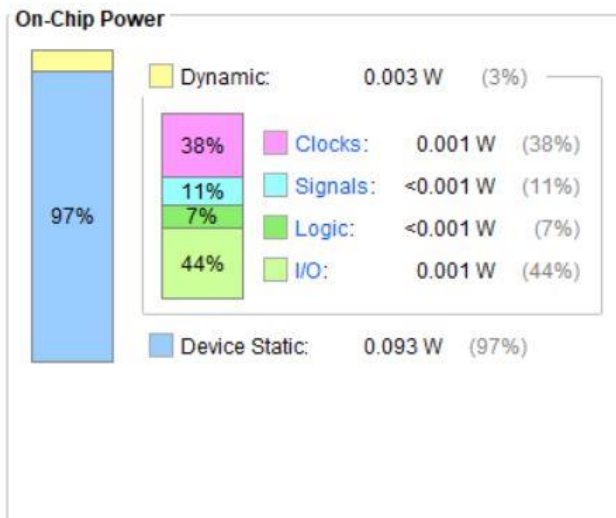 On-Chip Power
Dynamic: 0.003 W (3%)
38% Clocks: 0.001 W (38%)
11% Signals: <0.001 W (11%)
97% 7% Logic: <0.001 W (7%)
44% I/O: 0.001 W (44%)
Device Static: 0.093 W (97%)